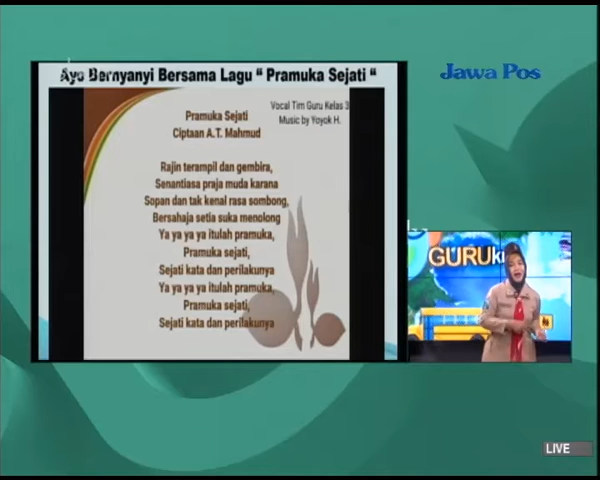 Ayo Bernyanyi Bersama Lagu “ Pramuka Sejati “
Jawa Pos
Vocal Tim Guru Kelas 3
Music by Yoyok H.
Pramuka Sejati
Ciptaan A.T. Mahmud
Rajin terampil dan gembira,
Senantiasa praja muda karana
Sopan dan tak kenal rasa sombong,
Bersahaja setia suka menolong
Ya ya ya ya itulah pramuka,
Pramuka sejati,
Sejati kata dan perilakunya
Ya ya ya ya itulah pramuka,
Pramuka sejati,
Sejati kata dan perilakunya
GURUku
LIVE